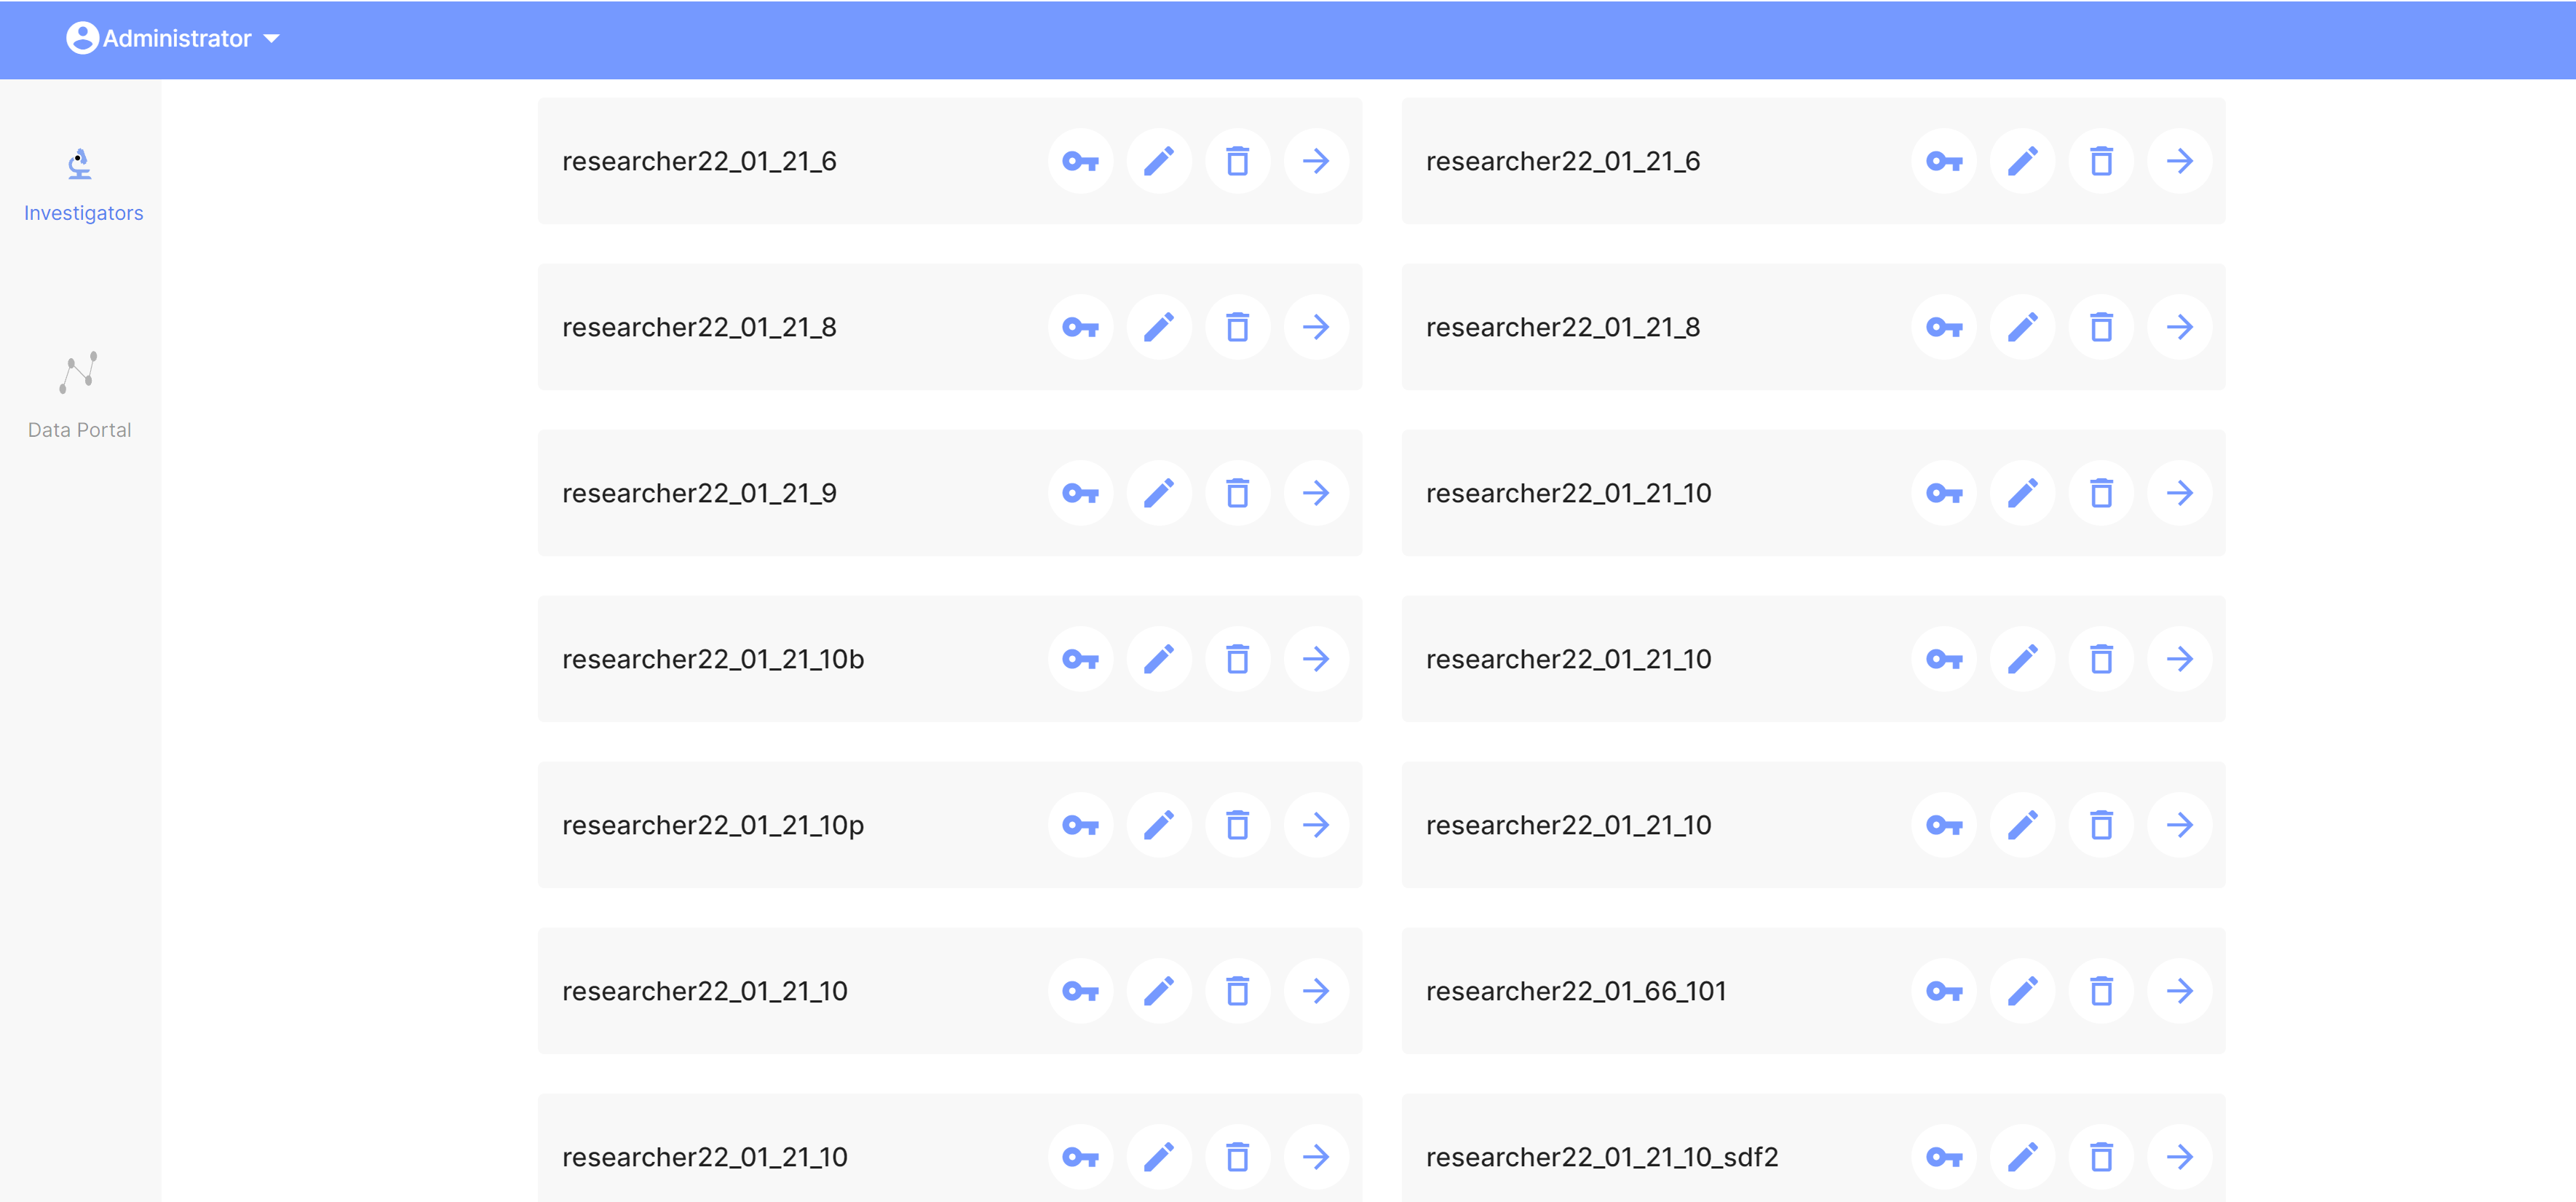 Administrator
Investigators
Data Portal
researcher22_01_21_6
researcher22_01_21_6
researcher22_01_21_8
researcher22_01_21_8
researcher22_01_21_9
researcher22_01_21_10
researcher22_01_21_10b
researcher22_01_21_10
researcher22_01_21_10p
researcher22_01_21_10
researcher22_01_21_10
researcher22_01_66_101
researcher22_01_21_10
researcher22_01_21_10_sdf2